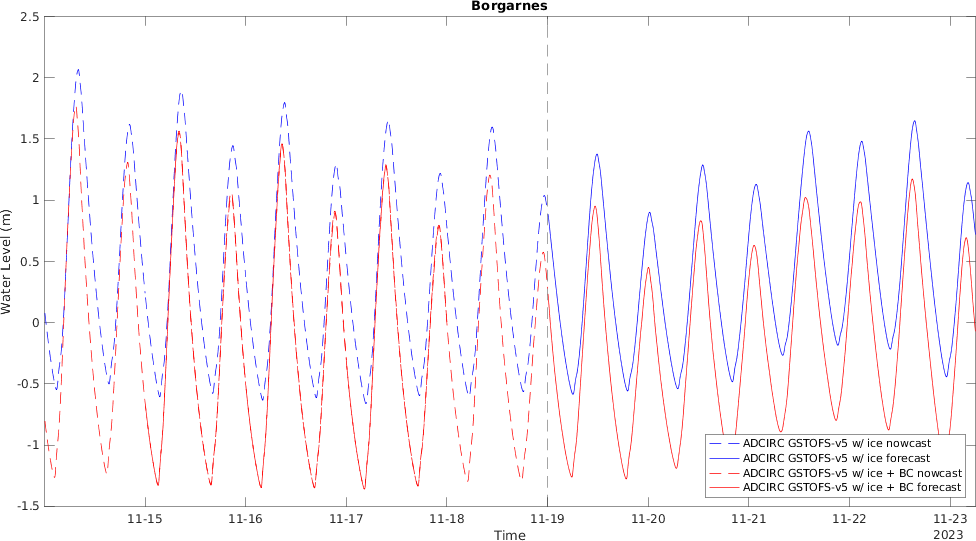 Borgarnes
2.5
2
1.5
1
0.5
0
-0.5
-1
-1.5
Water Level (m)
ADCIRC GSTOFS-v5 w/ ice nowcast
ADCIRC GSTOFS-v5 w/ ice forecast
ADCIRC GSTOFS-v5 w/ ice + BC nowcast
ADCIRC GSTOFS-v5 w/ ice + BC forecast
11-15 11-16 11-17 11-18 11-19 11-20 11-21 11-22 11-23
Time
2023